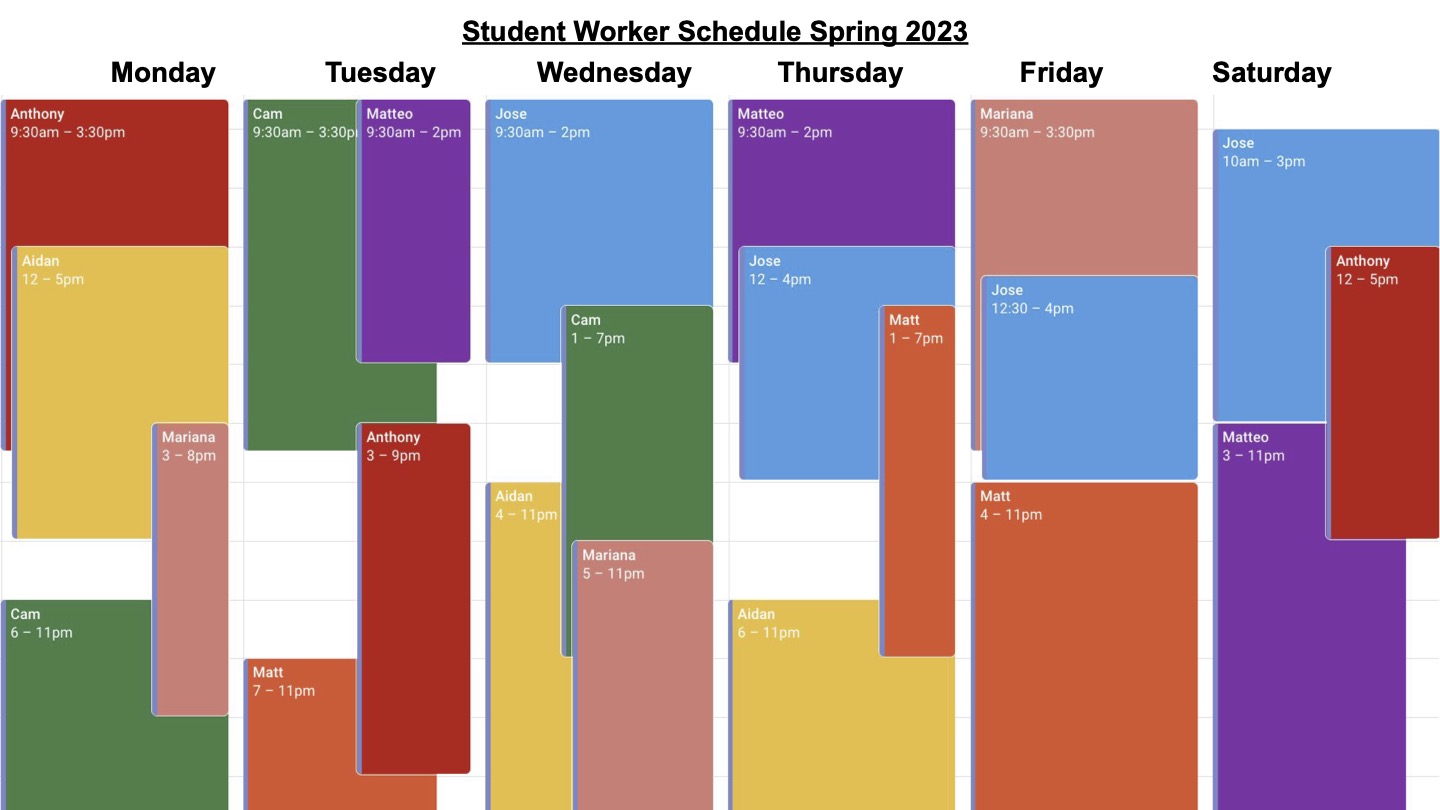 Student Worker Schedule Spring 2023
Monday
Tuesday
Wednesday
Thursday
Friday
Saturday
Anthony
9:30am – 3:30pm
Aidan
12 – 5pm
Mariana
3 – 8pm
Cam
6 – 11pm
Cam
9:30am – 3:30p
Matteo
9:30am – 2pm
Anthony
3 – 9pm
Matt
7 – 11pm
Jose
9:30am – 2pm
Cam
1 – 7pm
Aidan
4 – 11pm
Mariana
5 – 11pm
Matteo
9:30am – 2pm
Jose
12 – 4pm
Matt
1 – 7pm
Aidan
6 – 11pm
Mariana
9:30am – 3:30pm
Jose
12:30 – 4pm
Matt
4 – 11pm
Jose
10am – 3pm
Anthony
12 – 5pm
Matteo
3 – 11pm